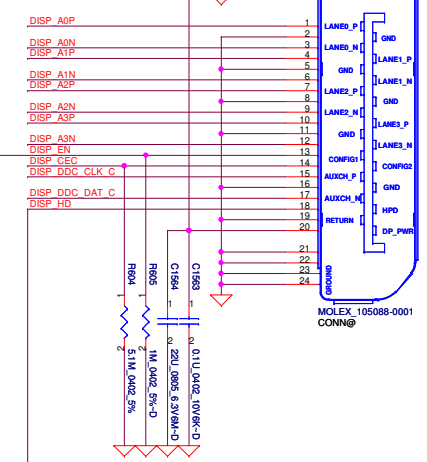 DISP_A0P 1 LANE0_P
2 GND
DISP_A0N 3 LANE0_N
DISP_A1P 4 LANE1_P
5 GND
DISP_A1N 6 LANE1_N
DISP_A2P 7 LANE2_P
8 GND
DISP_A2N 9 LANE2_N
DISP_A3P 10 LANE3_P
11 GND
DISP_A3N 12 LANE3_N
DISP_EN 13 CONFIG1
DISP_CEC 14 CONFIG2
DISP_DDC_CLK_C 15 AUXCH_P
16 GND
DISP_DDC_DAT_C 17 AUXCH_N
DISP_HD 18 HPD
19 RETURN
20 DP_PWR
21
22
23
24
GROUND
MOLEX_105088-0001
CONN@
R604
1
2
5.1M_0402_5%
R605
1
2
1M_0402_5%~D
C1564
1
2
22U_0805_6.3V6M~D
C1563
1
2
0.1U_0402_10V6K~D